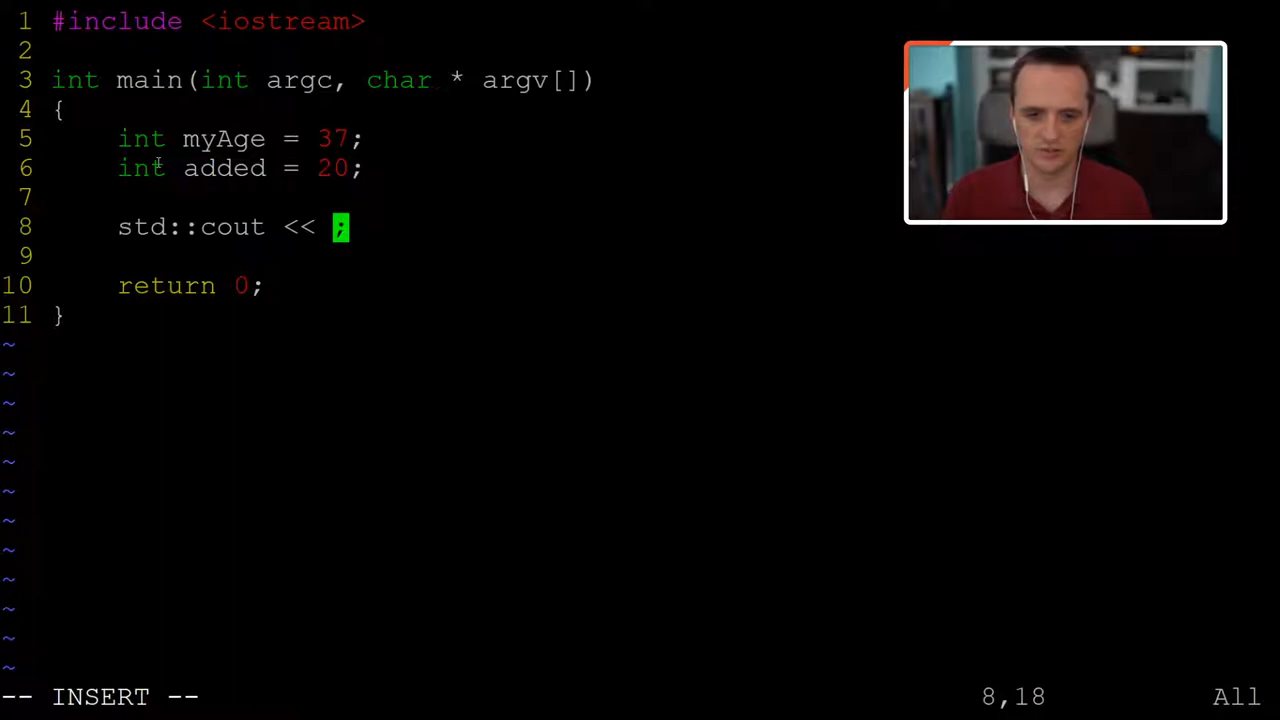 1 #include <iostream>
2
3 int main(int argc, char * argv[])
4 {
5     int myAge = 37;
6     int added = 20;
7
8     std::cout << ;
9
10     return 0;
11 }
~
~
~
~
~
~
~
~
~
~
~
~
-- INSERT --                8,18          All